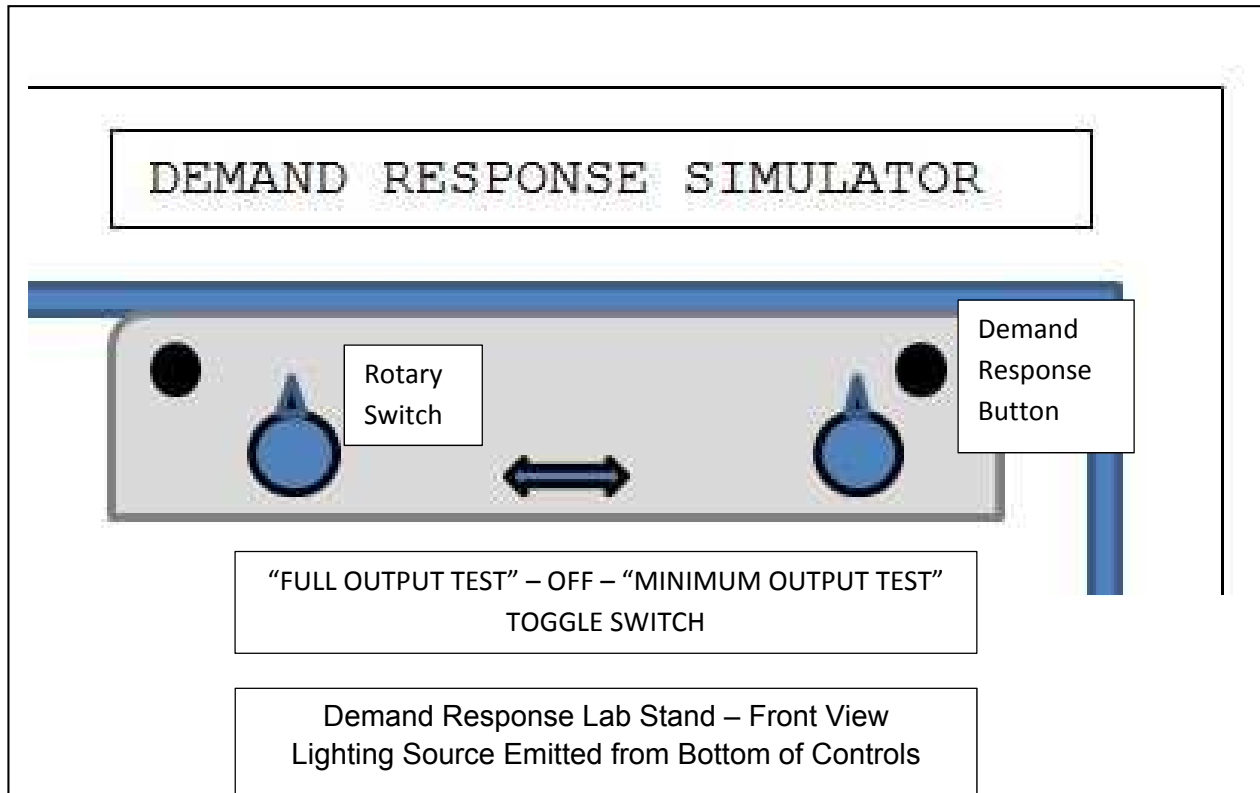 DEMAND RESPONSE SIMULATOR
Rotary
Switch
Demand
Response
Button
“FULL OUTPUT TEST” – OFF – “MINIMUM OUTPUT TEST”
TOGGLE SWITCH
Demand Response Lab Stand – Front View
Lighting Source Emitted from Bottom of Controls